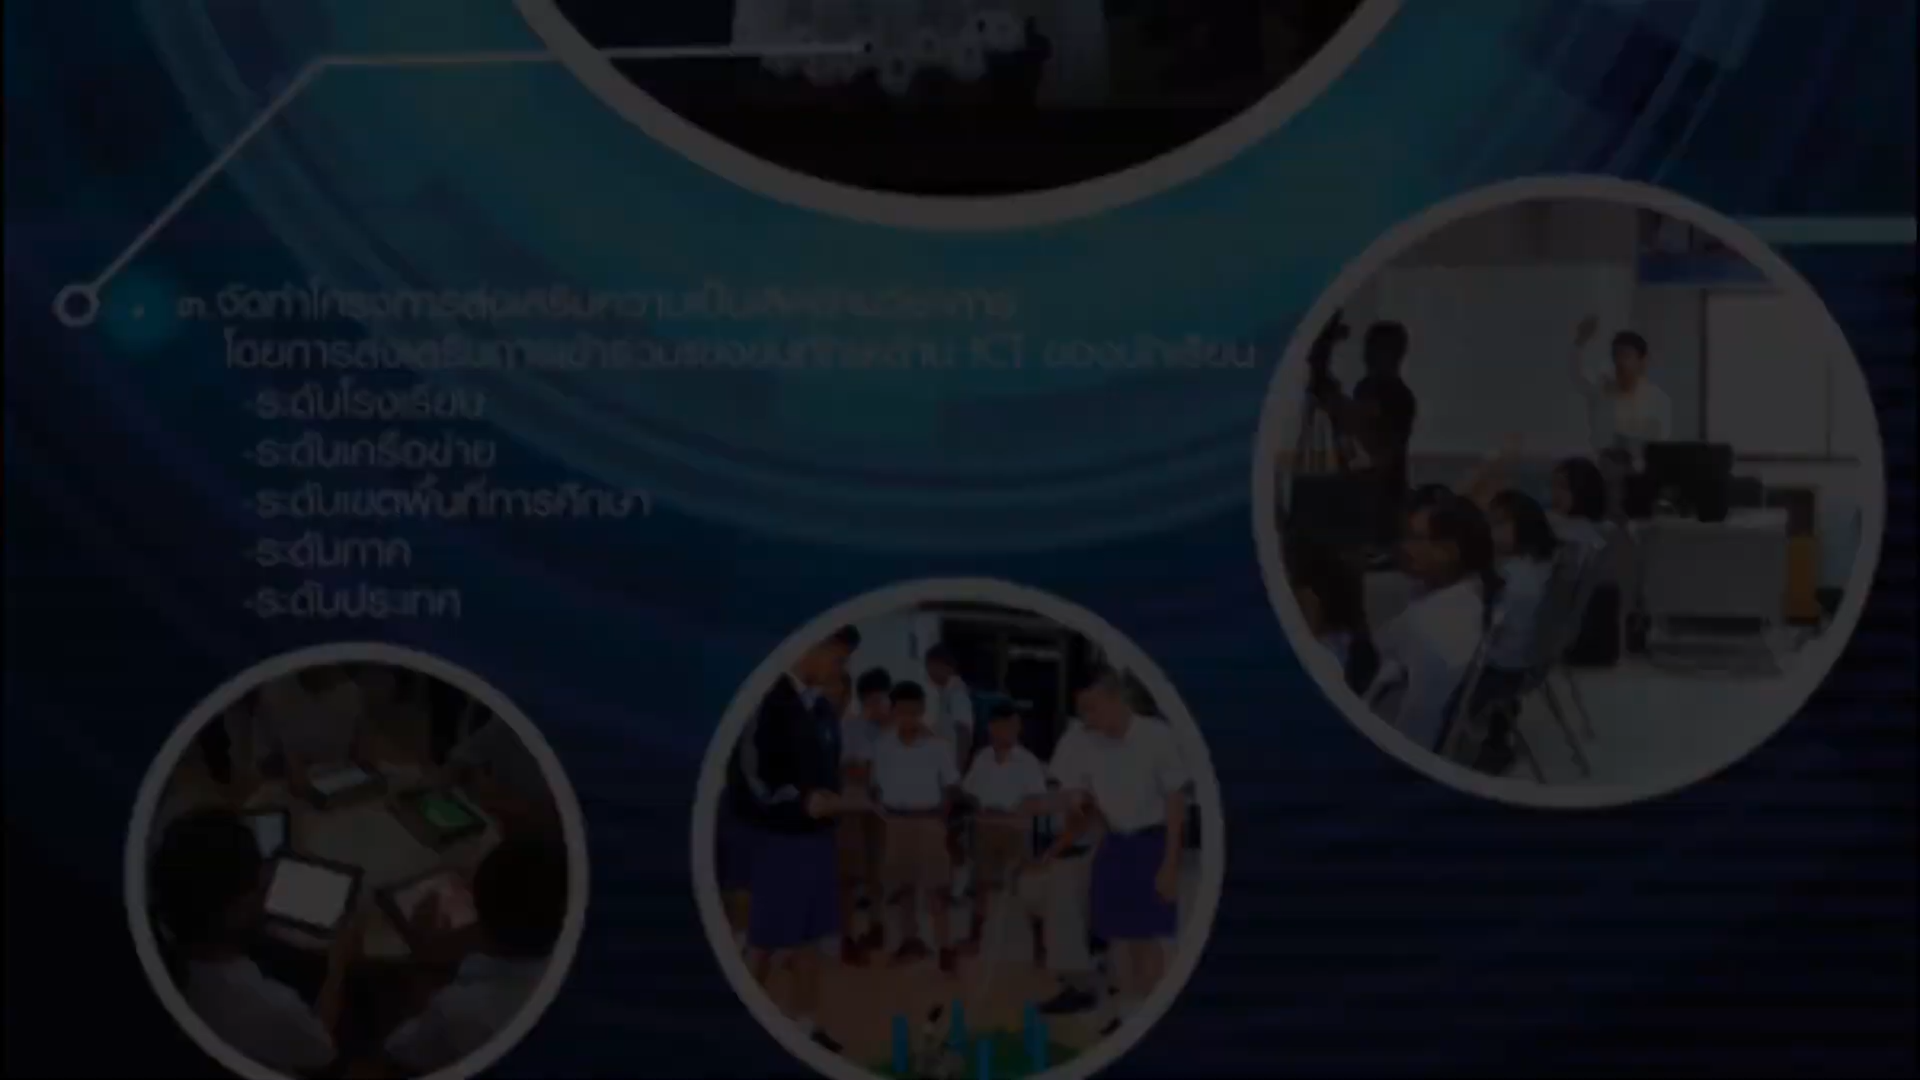 ๓. จัดทำโครงการส่งเสริมความเป็นเลิศทางวิชาการ
โดยการส่งเสริมการเข้าร่วมแข่งขันทักษะด้าน ICT ของนักเรียน
-ระดับโรงเรียน
-ระดับเครือข่าย
-ระดับเขตพื้นที่การศึกษา
-ระดับภาค
-ระดับประเทศ